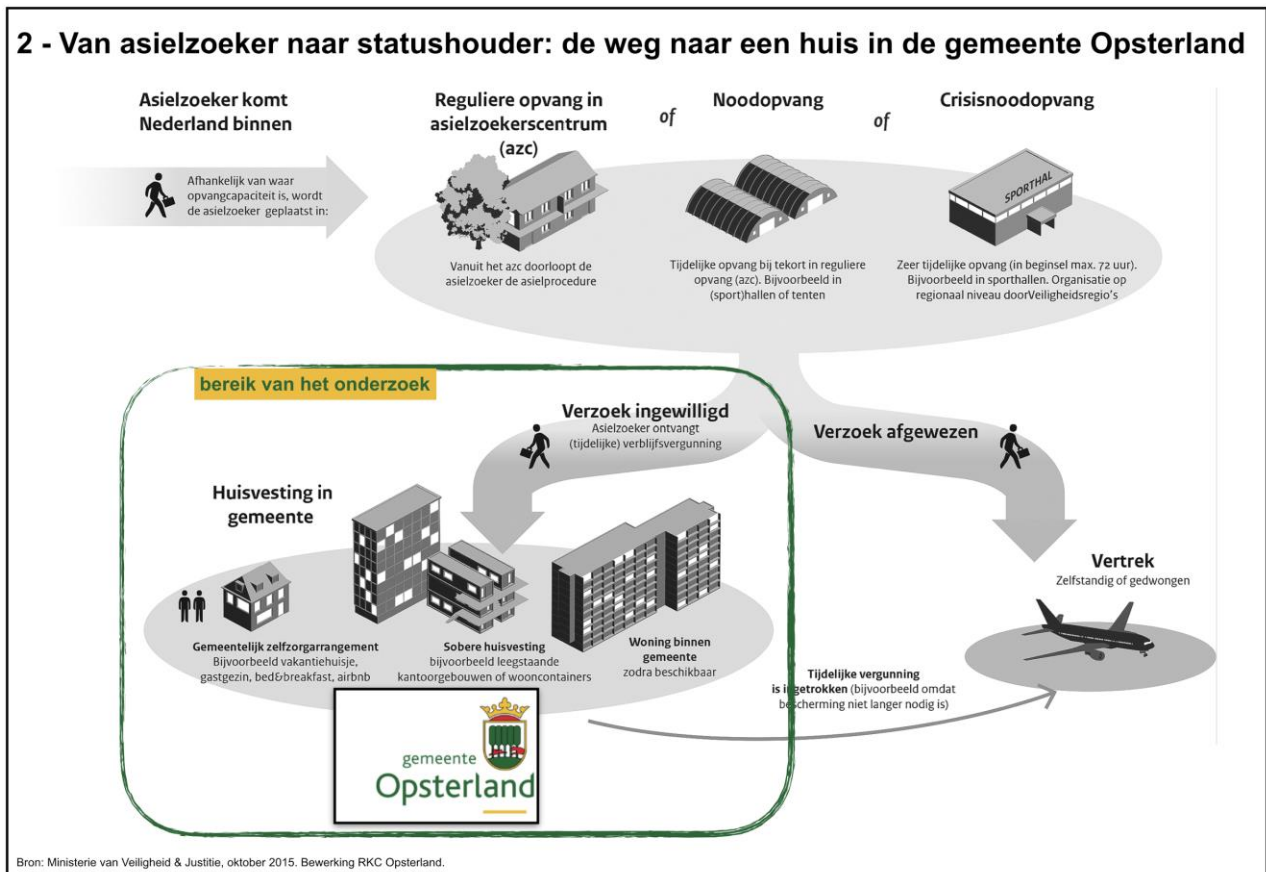 2 - Van asielzoeker naar statushouder: de weg naar een huis in de gemeente Opsterland
Asielzoeker komt
Nederland binnen
Afhankelijk van waar
opvangcapaciteit is, wordt
de asielzoeker geplaatst in:
Reguliere opvang in
asielzoekerscentrum
(azc)
Vanuit het azc doorloopt de
asielzoeker de asielprocedure
of
Noodopvang
Tijdelijke opvang bij tekort in reguliere
opvang (azc). Bijvoorbeeld in
(sport)hallen of tenten
of
Crisisnoodopvang
SPORTHAL
Zeer tijdelijke opvang (in beginsel max. 72 uur).
Bijvoorbeeld in sporthallen. Organisatie op
regionaal niveau doorVeiligheidsregio's
bereik van het onderzoek
Verzoek ingewilligd
Asielzoeker ontvangt
(tijdelijke) verblijfsvergunning
Verzoek afgewezen
Huisvesting in
gemeente
Gemeentelijk zelfzorgarrangement
Bijvoorbeeld vakantiehuisje,
gastgezin, bed&breakfast, airbnb
Sobere huisvesting
bijvoorbeeld leegstaande
kantoorgebouwen of wooncontainers
Woning binnen
gemeente
zodra beschikbaar
Vertrek
Zelfstandig of gedwongen
Tijdelijke vergunning
is ingetrokken (bijvoorbeeld omdat
bescherming niet langer nodig is)
gemeente
Opsterland
Bron: Ministerie van Veiligheid & Justitie, oktober 2015. Bewerking RKC Opsterland.